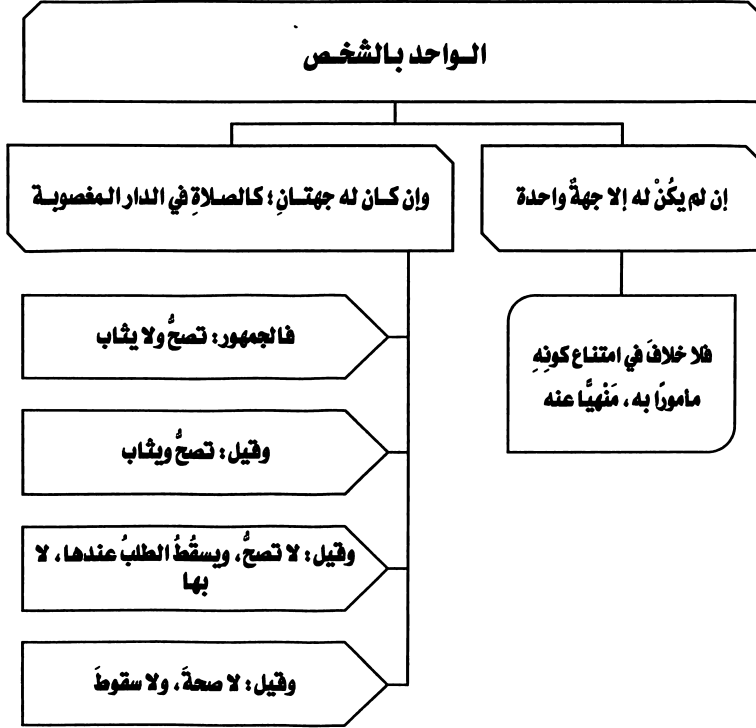 الواحد بالشخص
إن لم يكُنْ له إلا جهةٌ واحدة
فلا خلافَ في امتناع كونِهِ
مأمورًا به، مَنْهيًّا عنه
وإن كان له جهتانِ؛ كالصلاةِ في الدار المغصوبة
فالجمهور: تصحُّ ولا يثاب
وقيل: تصحُّ ويثاب
وقيل: لا تصحُّ، ويسقُطُ الطلبُ عندها، لا
بها
وقيل: لا صحةَ، ولا سقوطَ